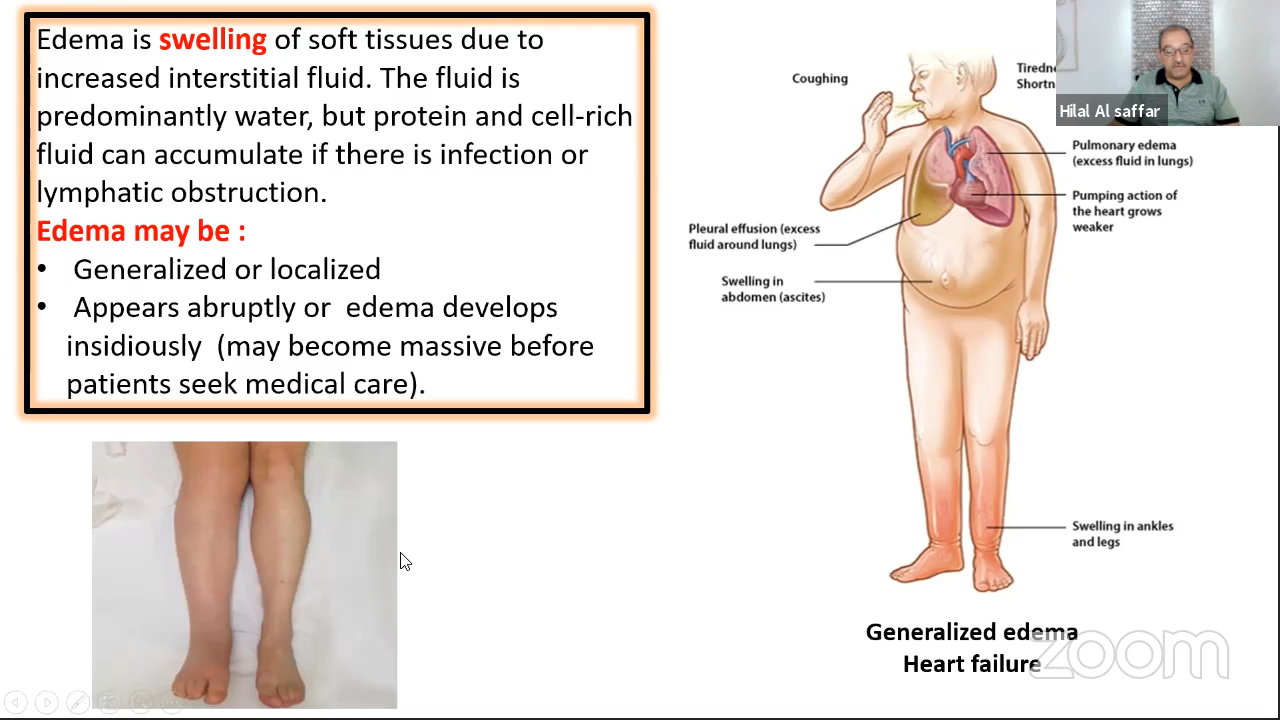 Edema is swelling of soft tissues due to
increased interstitial fluid. The fluid is
predominantly water, but protein and cell-rich
fluid can accumulate if there is infection or
lymphatic obstruction.
Edema may be :
• Generalized or localized
• Appears abruptly or edema develops
insidiously (may become massive before
patients seek medical care).
Coughing
Hilal Al saffar
Pulmonary edema
(excess fluid in lungs)
Pumping action of
the heart grows
weaker
Pleural effusion (excess
fluid around lungs)
Swelling in
abdomen (ascites)
Swelling in ankles
and legs
Generalized edema
Heart failure
zoom